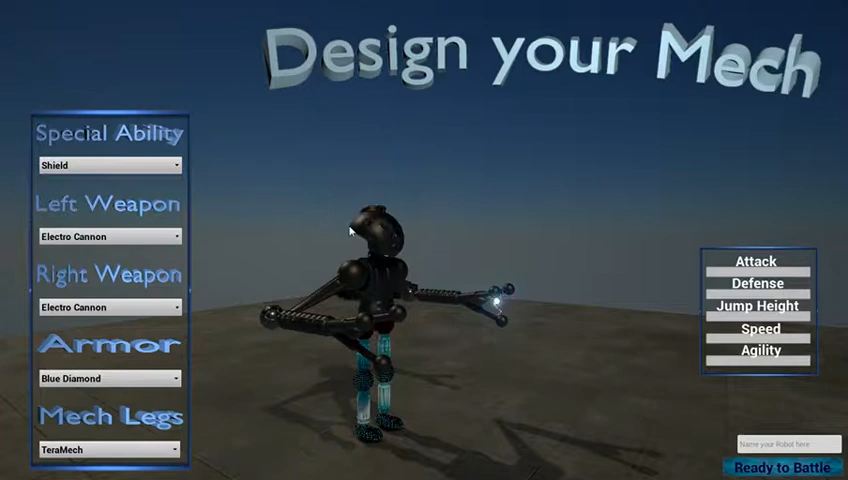 Design your Mech
Special Ability
Shield
Left Weapon
Electro Cannon
Right Weapon
Electro Cannon
Armor
Blue Diamond
Mech Legs
TeraMech
Attack
Defense
Jump Height
Speed
Agility
Name your Robot here
Ready to Battle